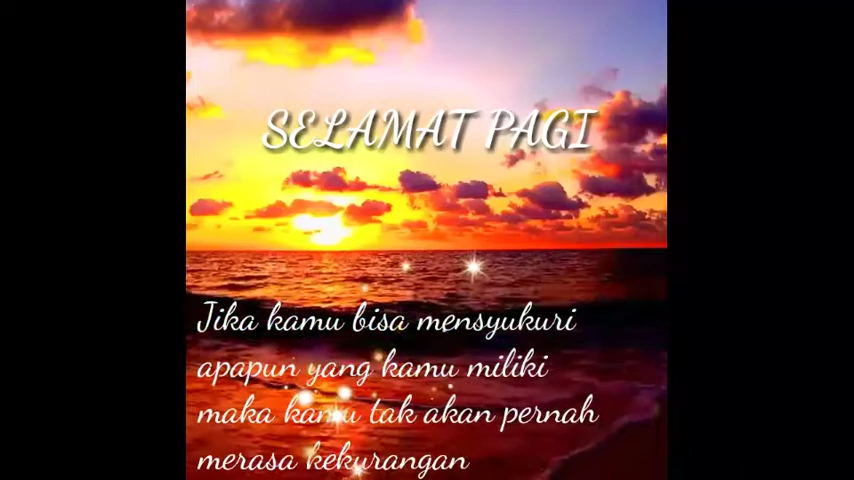 SELAMAT PAGI
Jika kamu bisa mensyukuri
apapun yang kamu miliki
maka kamu tak akan pernah
merasa kekurangan